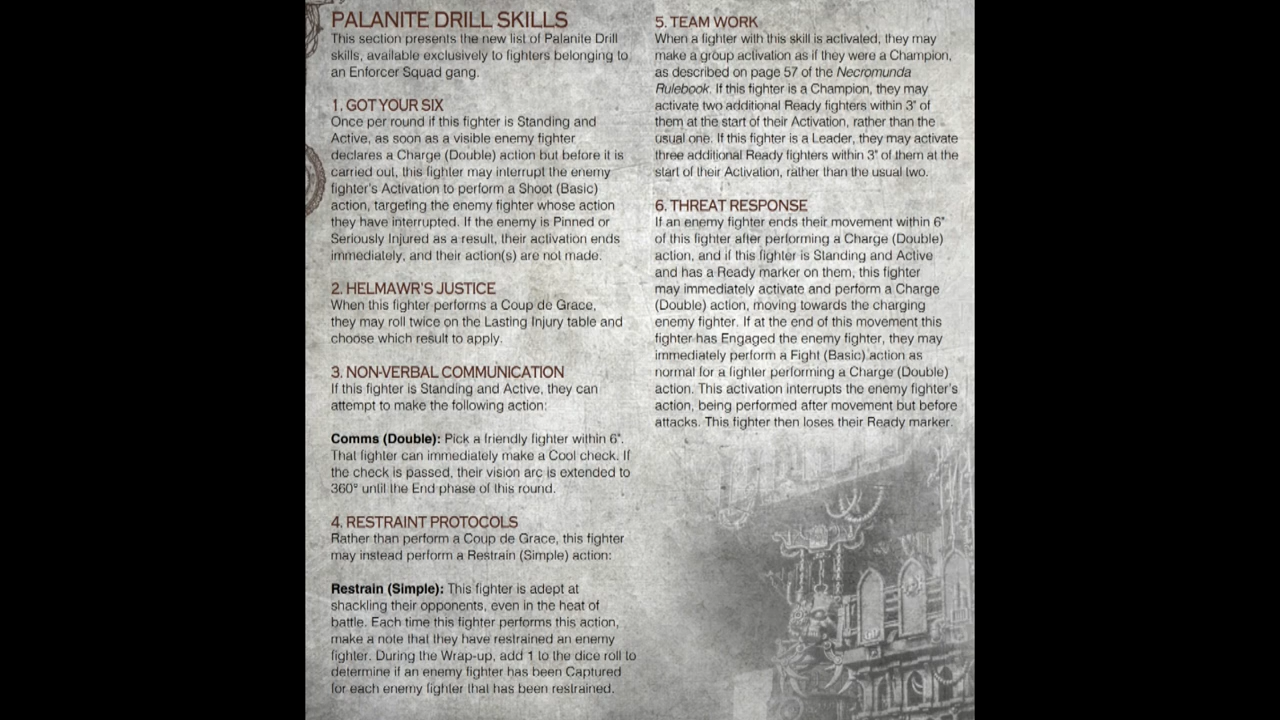 PALANITE DRILL SKILLS
This section presents the new list of Palanite Drill
skills, available exclusively to fighters belonging to
an Enforcer Squad gang.
1. GOT YOUR SIX
Once per round if this fighter is Standing and
Active, as soon as a visible enemy fighter
declares a Charge (Double) action but before it is
carried out, this fighter may interrupt the enemy
fighter's Activation to perform a Shoot (Basic)
action, targeting the enemy fighter whose action
they have interrupted. If the enemy is Pinned or
Seriously Injured as a result, their activation ends
immediately, and their action(s) are not made.
2. HELMAWR'S JUSTICE
When this fighter performs a Coup de Grace,
they may roll twice on the Lasting Injury table and
choose which result to apply.
3. NON-VERBAL COMMUNICATION
If this fighter is Standing and Active, they can
attempt to make the following action:
Comms (Double): Pick a friendly fighter within 6".
That fighter can immediately make a Cool check. If
the check is passed, their vision arc is extended to
360° until the End phase of this round.
4. RESTRAINT PROTOCOLS
Rather than perform a Coup de Grace, this fighter
may instead perform a Restrain (Simple) action:
Restrain (Simple): This fighter is adept at
shackling their opponents, even in the heat of
battle. Each time this fighter performs this action,
make a note that they have restrained an enemy
fighter. During the Wrap-up, add 1 to the dice roll to
determine if an enemy fighter has been Captured
for each enemy fighter that has been restrained.
5. TEAM WORK
When a fighter with this skill is activated, they may
make a group activation as if they were a Champion,
as described on page 57 of the Necromunda
Rulebook. If this fighter is a Champion, they may
activate two additional Ready fighters within 3" of
them at the start of their Activation, rather than the
usual one. If this fighter is a Leader, they may activate
three additional Ready fighters within 3" of them at the
start of their Activation, rather than the usual two.
6. THREAT RESPONSE
If an enemy fighter ends their movement within 6"
of this fighter after performing a Charge (Double)
action, and if this fighter is Standing and Active
and has a Ready marker on them, this fighter
may immediately activate and perform a Charge
(Double) action, moving towards the charging
enemy fighter. If at the end of this movement this
fighter has Engaged the enemy fighter, they may
immediately perform a Fight (Basic) action as
normal for a fighter performing a Charge (Double)
action. This activation interrupts the enemy fighter's
action, being performed after movement but before
attacks. This fighter then loses their Ready marker.